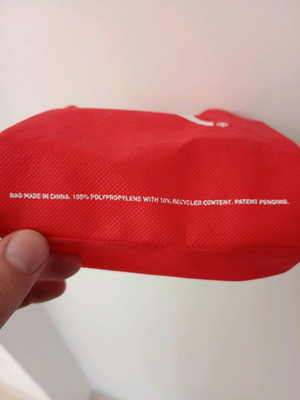 ®
BAG MADE IN CHINA. 100% POLYPROPYLENE WITH 10% RECYCLED CONTENT. PATENT PENDING.